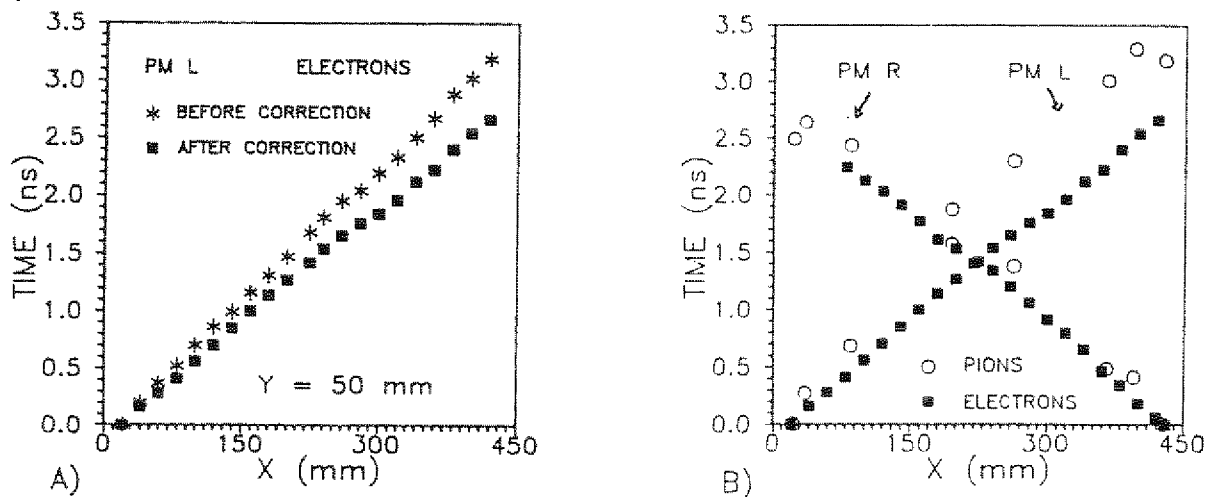 3.5
3.0
2.5
2.0
1.5
1.0
0.5
0.0
TIME (ns)
PM L ELECTRONS
BEFORE CORRECTION
AFTER CORRECTION
Y = 50 mm
0 150 300 450
X (mm)
A)
3.5
3.0
2.5
2.0
1.5
1.0
0.5
0.0
TIME (ns)
PM R PM L
PIONS
ELECTRONS
0 150 300 450
X (mm)
B)